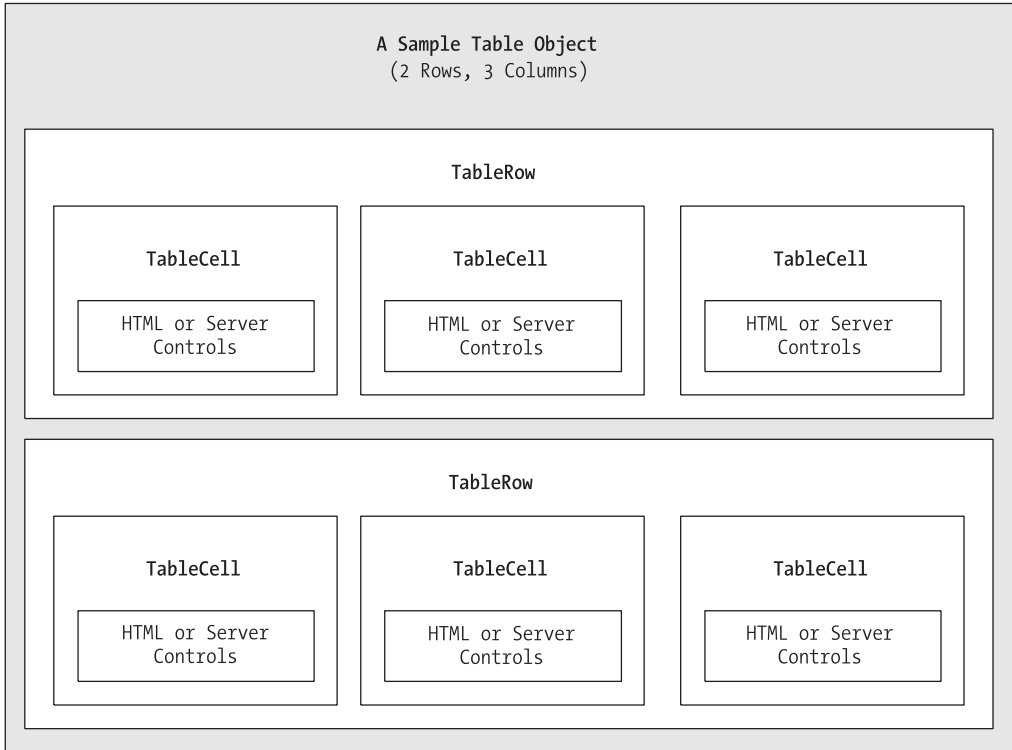 A Sample Table Object
(2 Rows, 3 Columns)
TableRow
TableCell
HTML or Server
Controls
TableCell
HTML or Server
Controls
TableCell
HTML or Server
Controls
TableRow
TableCell
HTML or Server
Controls
TableCell
HTML or Server
Controls
TableCell
HTML or Server
Controls